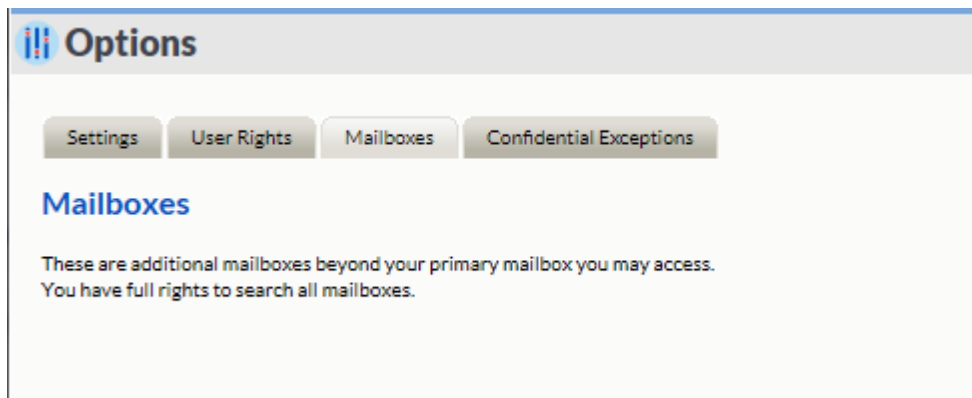 Options
Settings User Rights Mailboxes Confidential Exceptions
Mailboxes
These are additional mailboxes beyond your primary mailbox you may access.
You have full rights to search all mailboxes.